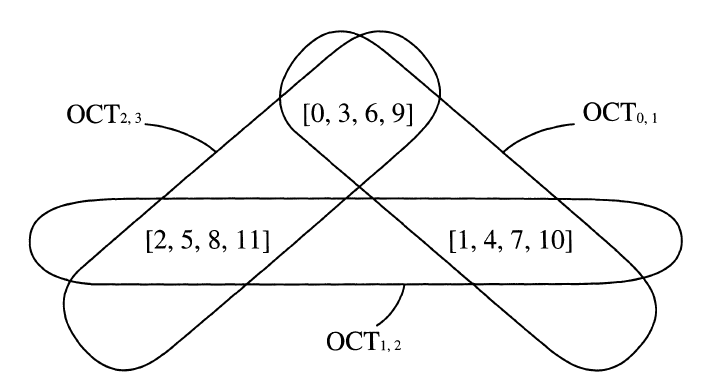 [0, 3, 6, 9]
OCT2, 3
OCT0, 1
[2, 5, 8, 11]
[1, 4, 7, 10]
OCT1, 2